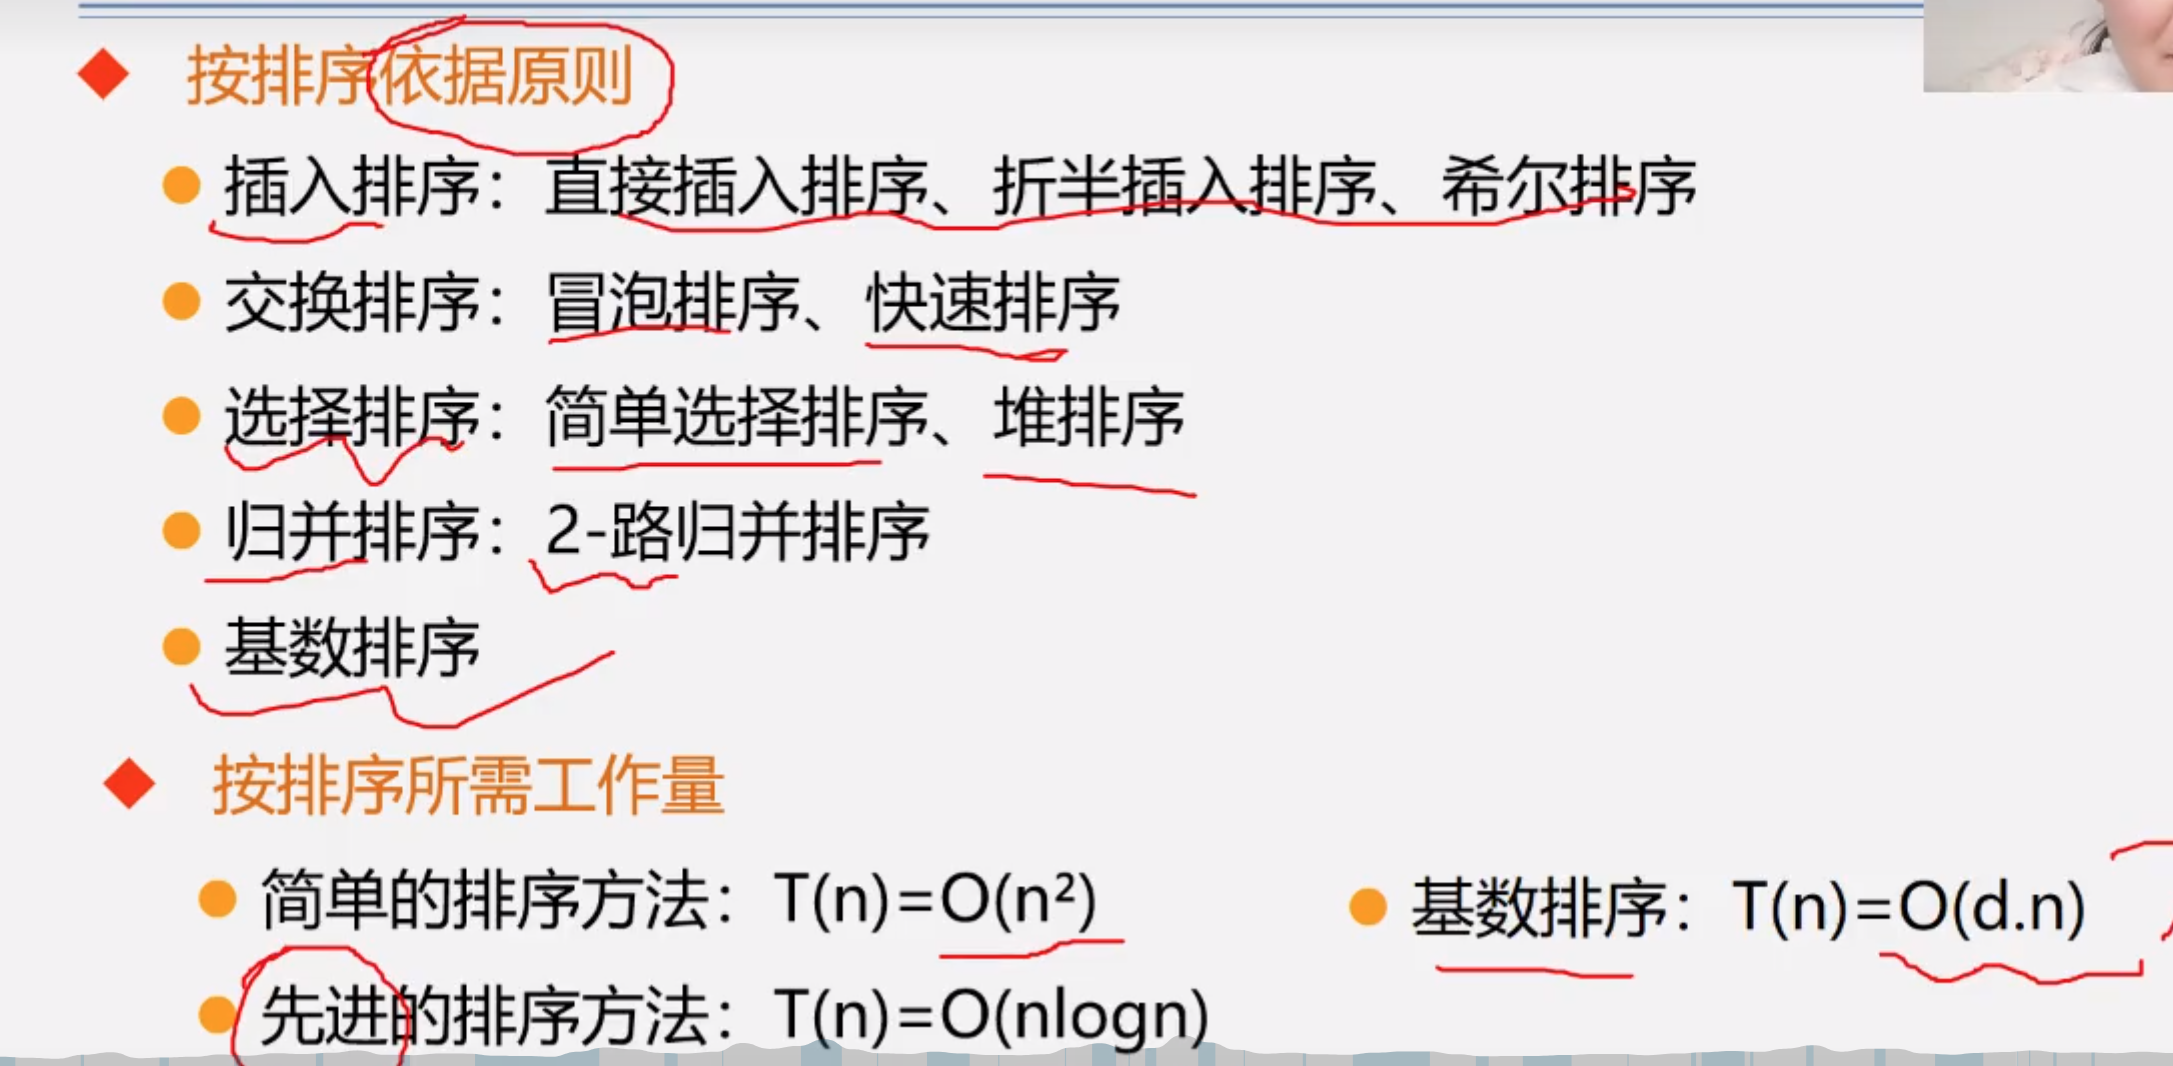 按排序依据原则
插入排序：直接插入排序、折半插入排序、希尔排序
交换排序：冒泡排序、快速排序
选择排序：简单选择排序、堆排序
归并排序：2-路归并排序
基数排序
按排序所需工作量
简单的排序方法：T(n)=O(n²)
基数排序：T(n)=O(d.n)
先进的排序方法：T(n)=O(nlogn)